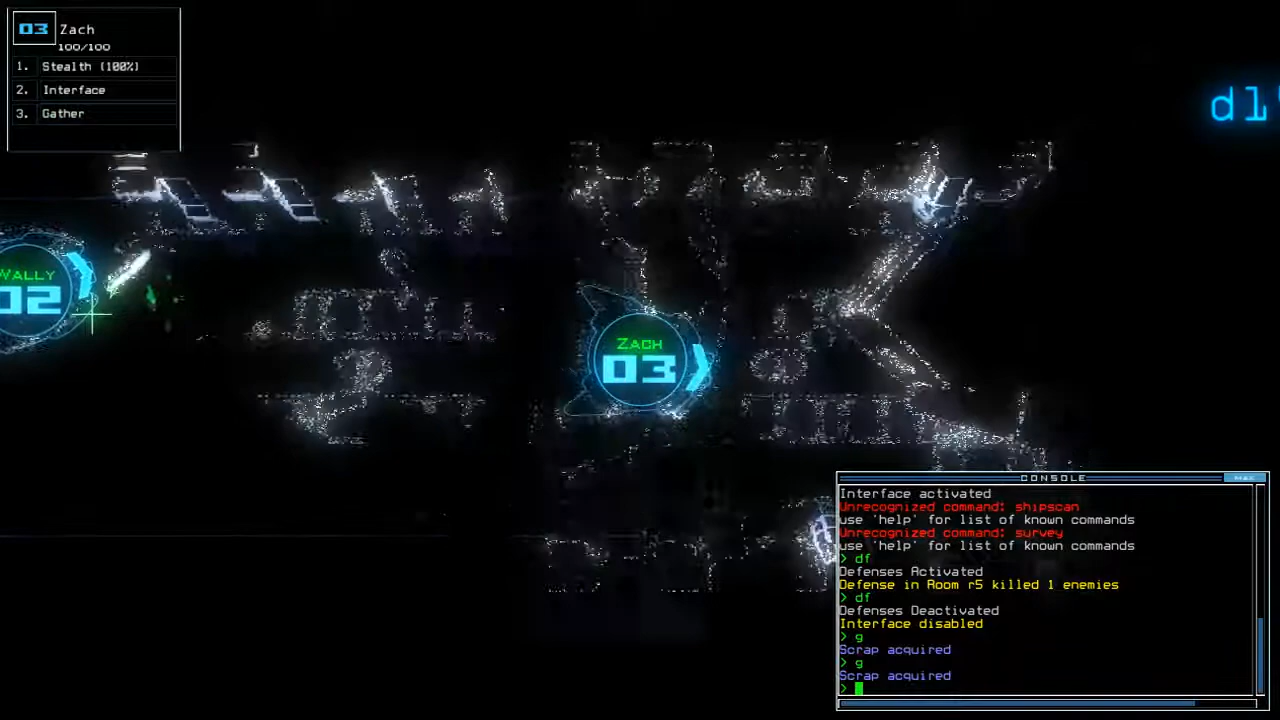 03 Zach
100/100
1. Stealth (100%)
2. Interface
3. Gather
WALLY
02
ZACH
03
CONSOLE
MAX
Interface activated
Unrecognized command: shipscan
use 'help' for list of known commands
Unrecognized command: survey
use 'help' for list of known commands
> df
Defenses Activated
Defense in Room r5 killed 1 enemies
> df
Defenses Deactivated
Interface disabled
> g
Scrap acquired
> g
Scrap acquired
>